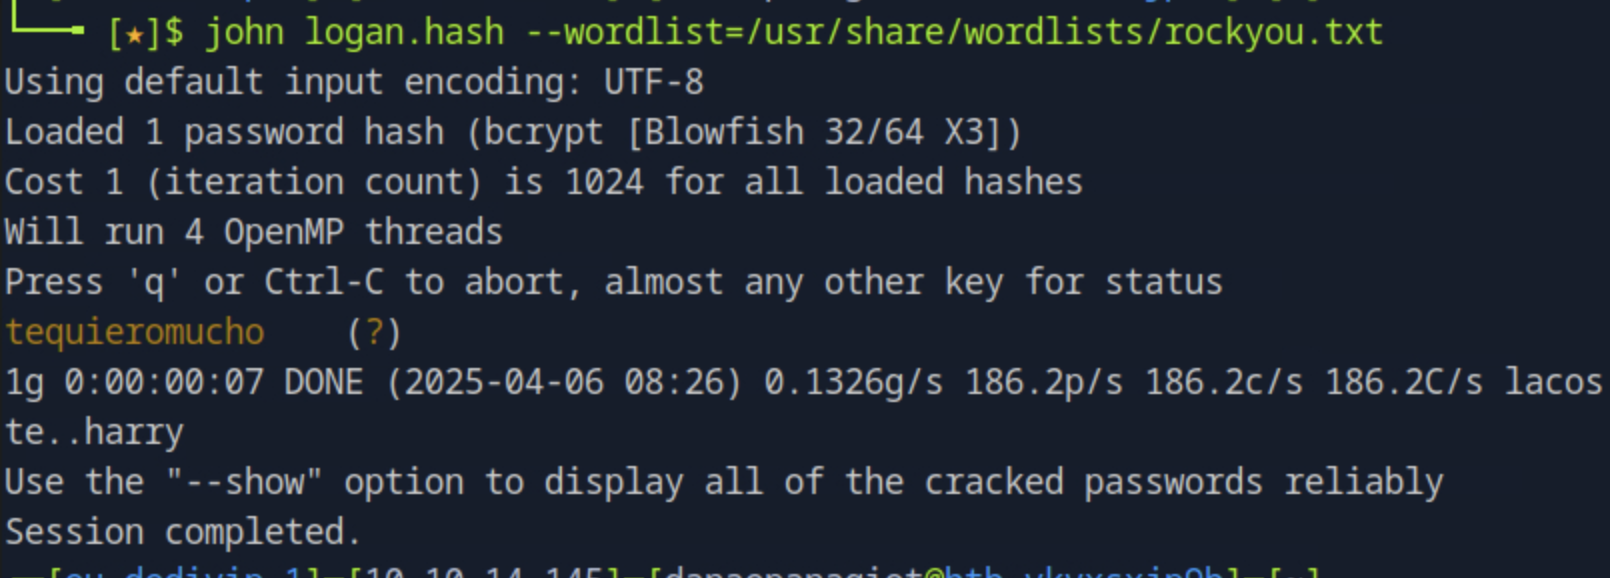 [★]$ john logan.hash --wordlist=/usr/share/wordlists/rockyou.txt
Using default input encoding: UTF-8
Loaded 1 password hash (bcrypt [Blowfish 32/64 X3])
Cost 1 (iteration count) is 1024 for all loaded hashes
Will run 4 OpenMP threads
Press 'q' or Ctrl-C to abort, almost any other key for status
tequieromucho    (?)
1g 0:00:00:07 DONE (2025-04-06 08:26) 0.1326g/s 186.2p/s 186.2c/s 186.2C/s lacos
te..harry
Use the "--show" option to display all of the cracked passwords reliably
Session completed.